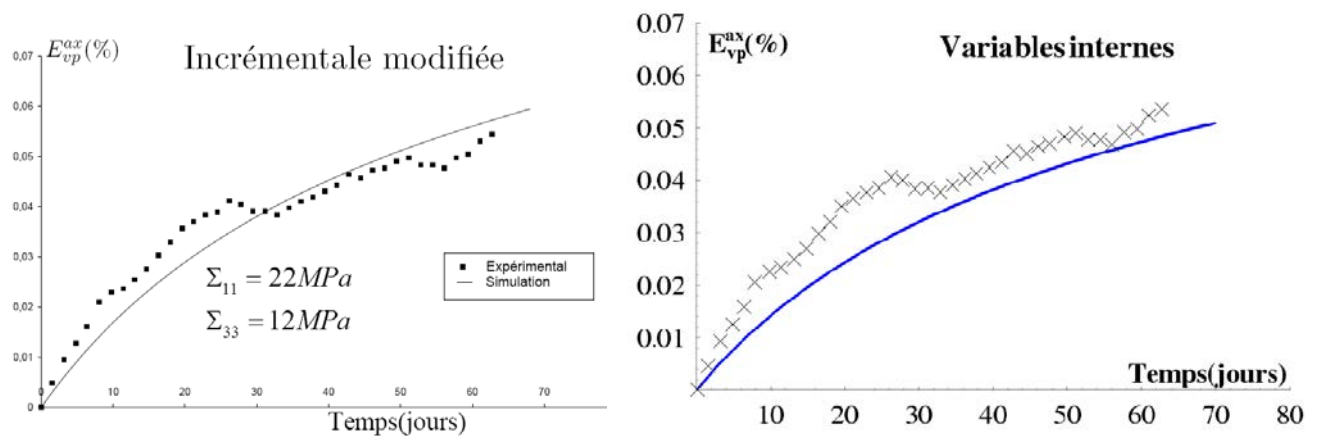 E_{vp}^{ax}(%)
Incrémentale modifiée
0,07
0,06
0,05
0,04
0,03
0,02
0,01
0
Σ₁₁ = 22MPa
Σ₃₃ = 12MPa
Expérimental
Simulation
0 10 20 30 40 50 60 70
Temps(jours)
0.07
E_{vp}^{ax}(%)
Variables internes
0.06
0.05
0.04
0.03
0.02
0.01
Temps(jours)
10 20 30 40 50 60 70 80